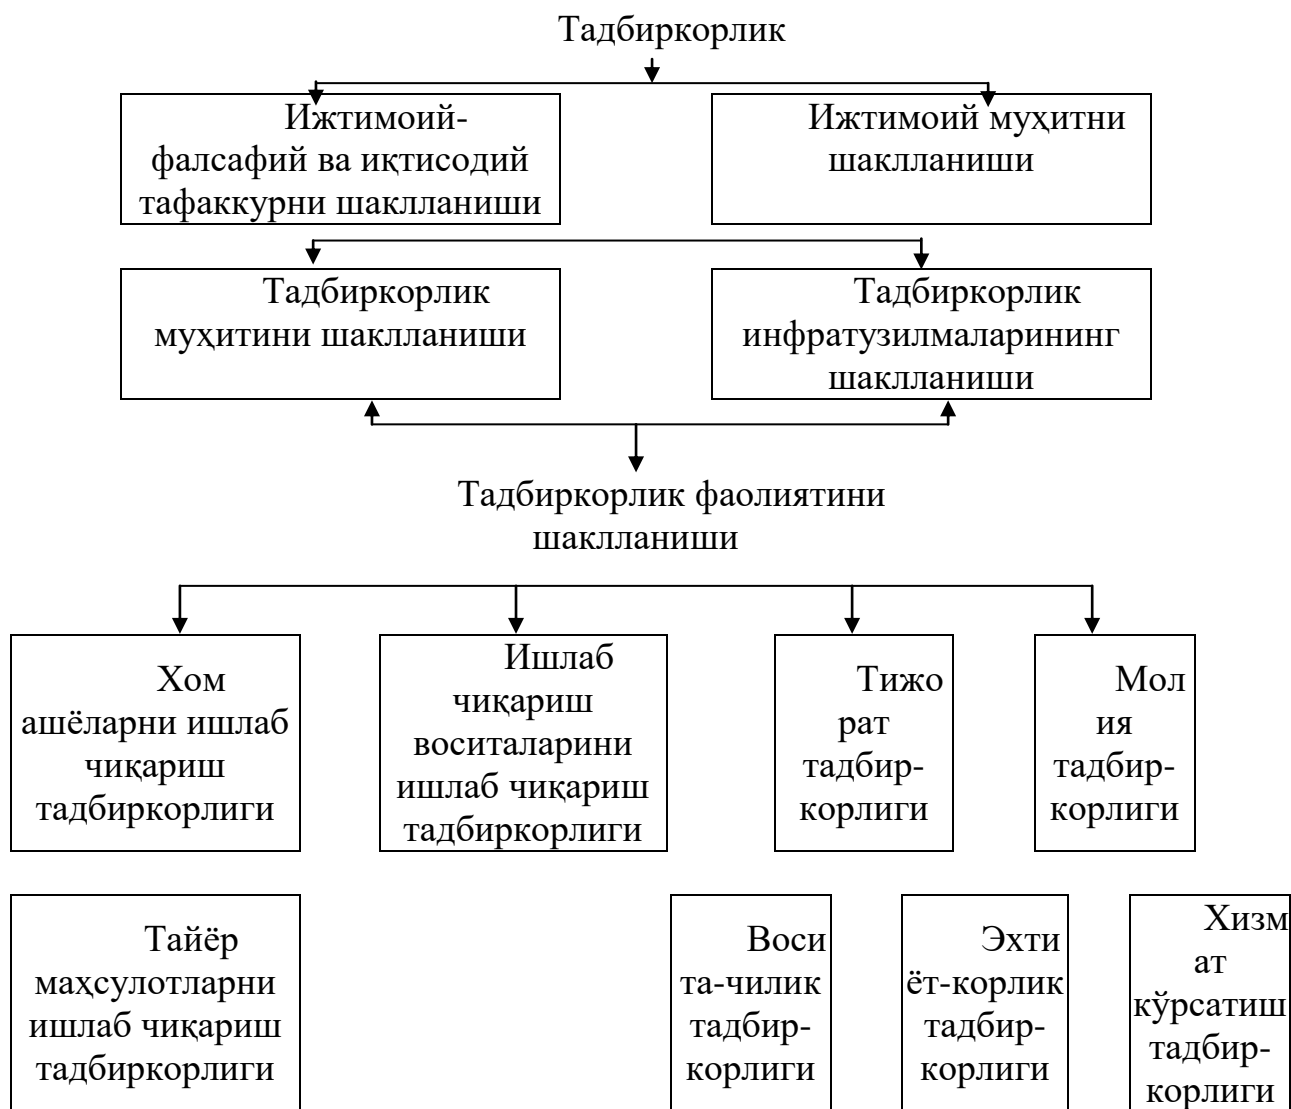 Тадбиркорлик
Ижтимоий-
фалсафий ва иқтисодий
тафаккурни шаклланиши
Ижтимоий муҳитни
шаклланиши
Тадбиркорлик
муҳитини шаклланиши
Тадбиркорлик
инфратузилмаларининг
шаклланиши
Тадбиркорлик фаолиятини
шаклланиши
Хом
ашёларни ишлаб
чиқариш
тадбиркорлиги
Ишлаб
чиқариш
воситаларини
ишлаб чиқариш
тадбиркорлиги
Тижо
рат
тадбир-
корлиги
Мол
ия
тадбир-
корлиги
Тайёр
маҳсулотларни
ишлаб чиқариш
тадбиркорлиги
Воси
та-чилик
тадбир-
корлиги
Эхти
ёт-корлик
тадбир-
корлиги
Хизм
ат
кўрсатиш
тадбир-
корлиги